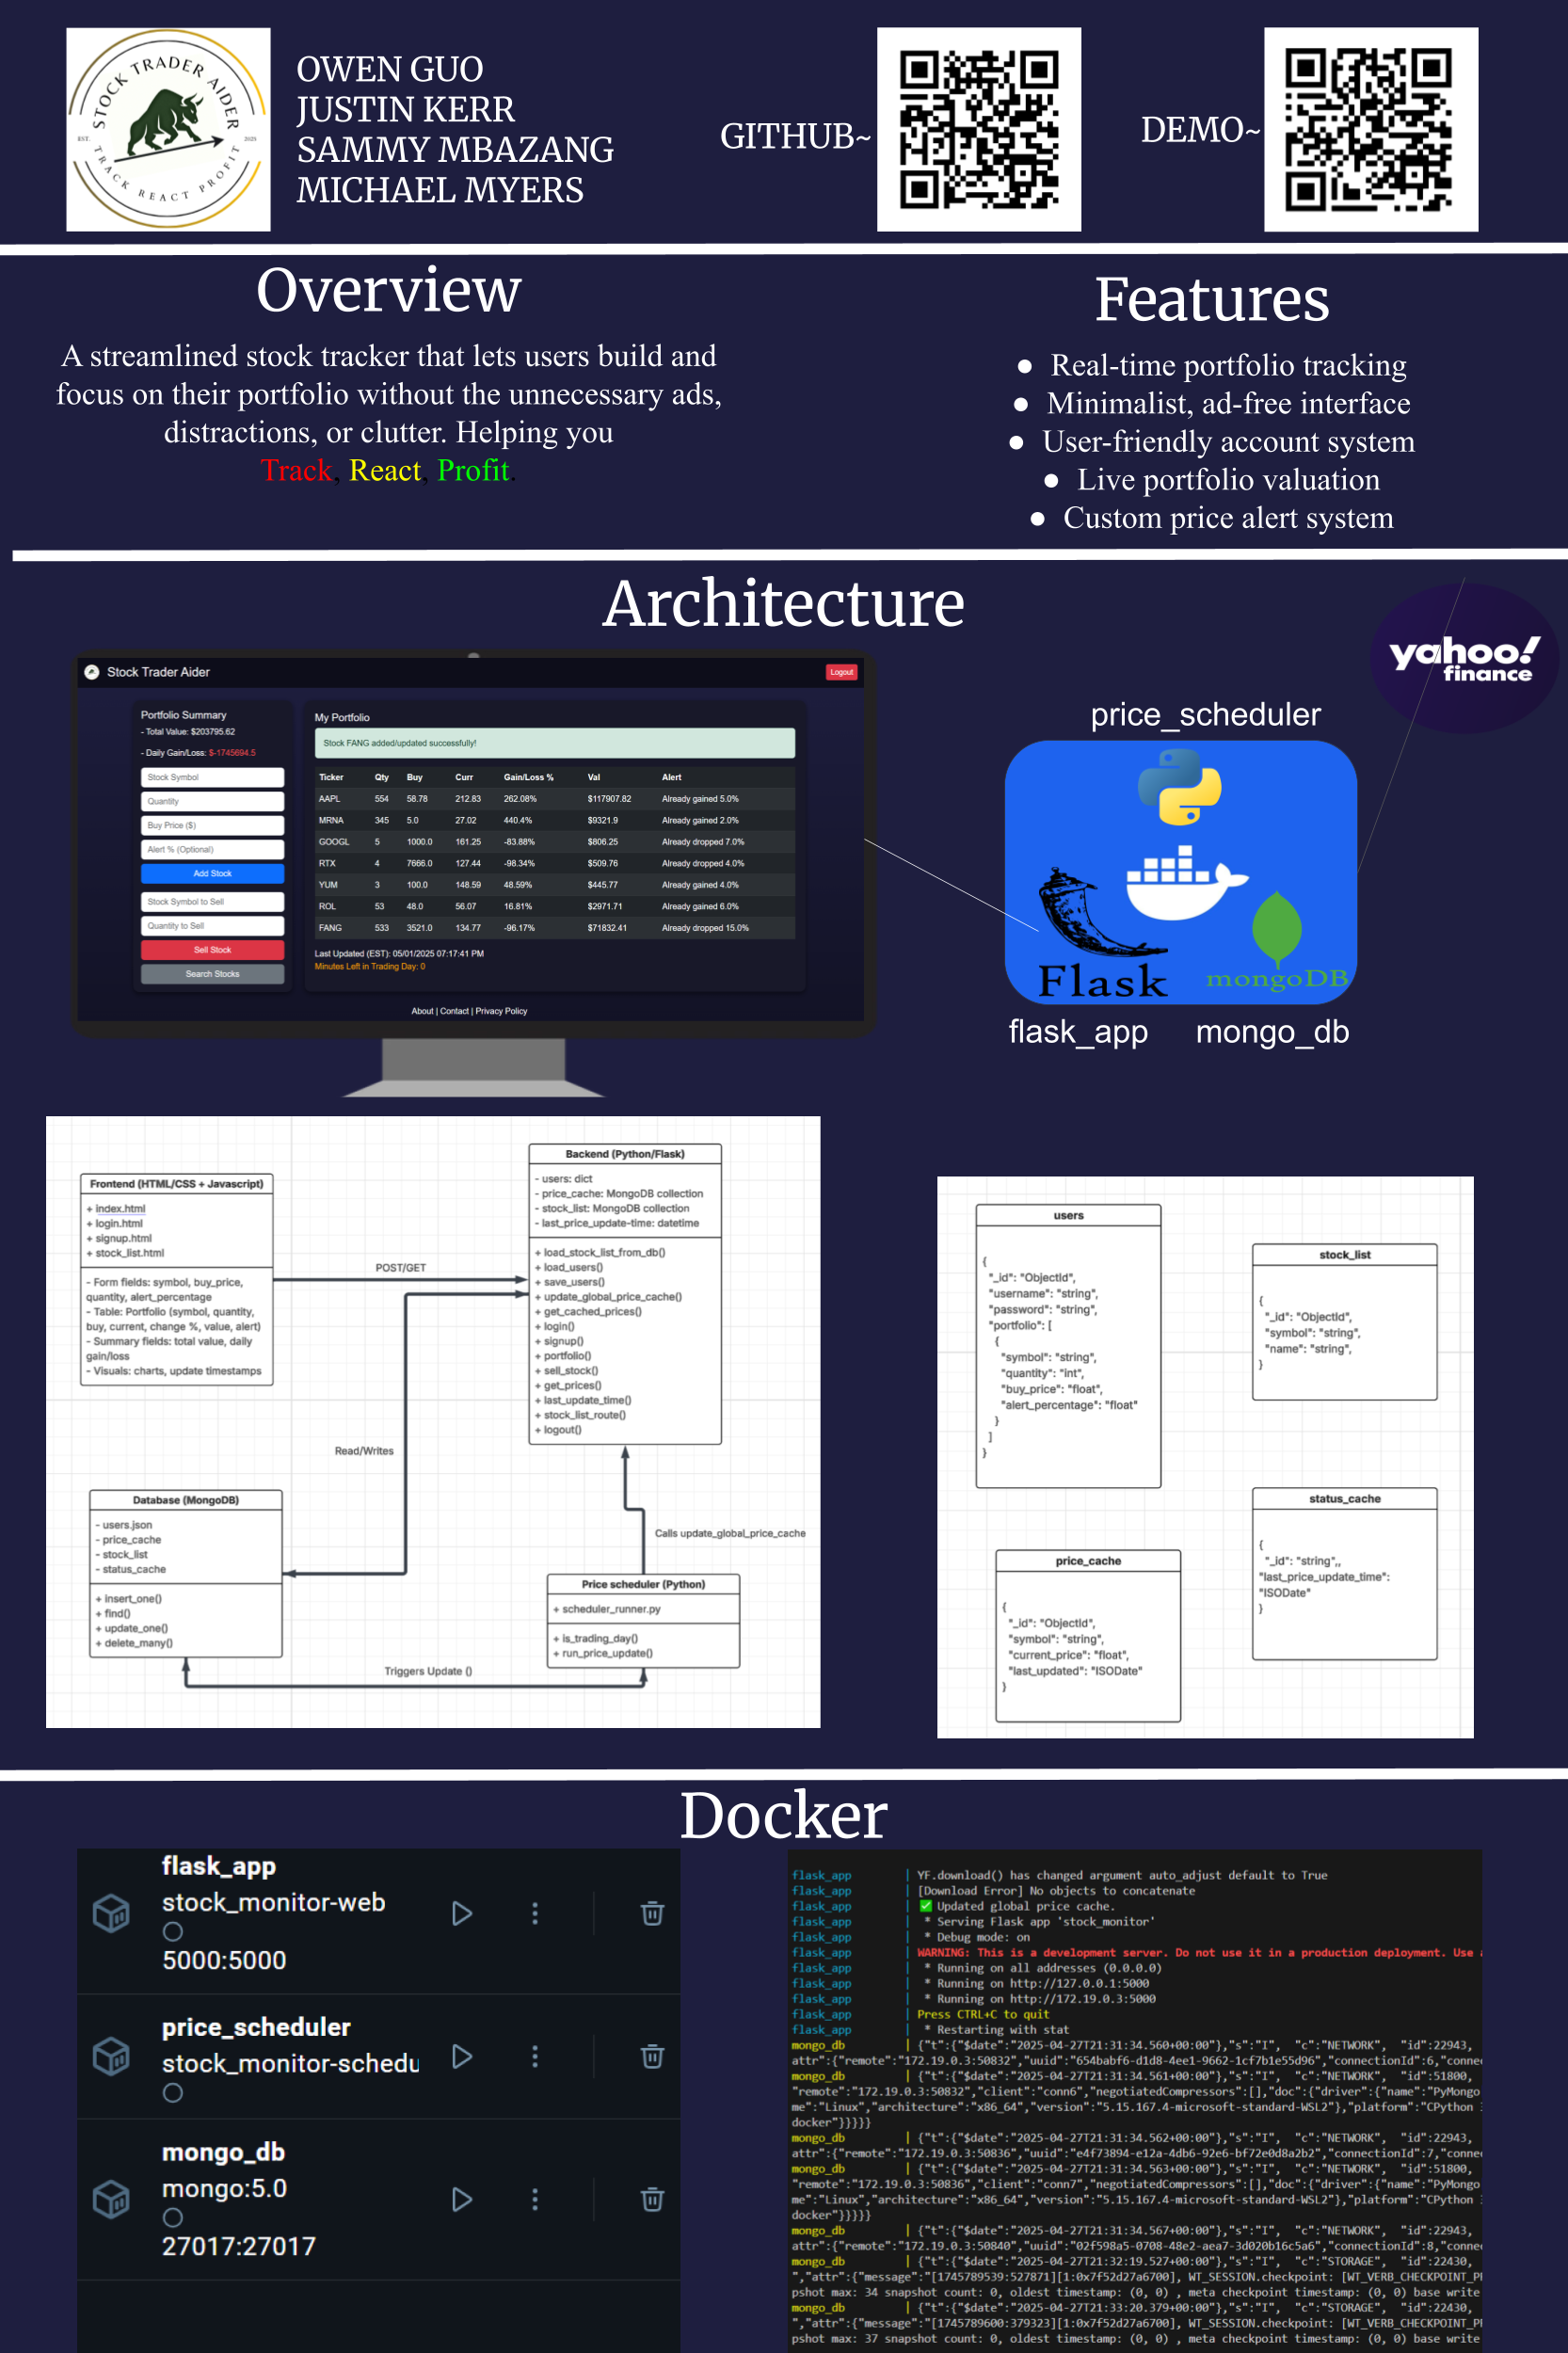 STOCK TRADER AIDER
EST. 2025
TRACK REACT PROFIT
OWEN GUO
JUSTIN KERR
SAMMY MBAZANG
MICHAEL MYERS
GITHUB~
DEMO~
Overview
A streamlined stock tracker that lets users build and
focus on their portfolio without the unnecessary ads,
distractions, or clutter. Helping you
Track, React, Profit.
Features
● Real-time portfolio tracking
● Minimalist, ad-free interface
● User-friendly account system
● Live portfolio valuation
● Custom price alert system
Architecture
yahoo!
finance
Stock Trader Aider
Logout
Portfolio Summary
- Total Value: $203795.62
- Daily Gain/Loss: $-1745694.5
Stock Symbol
Quantity
Buy Price ($)
Alert % (Optional)
Add Stock
Stock Symbol to Sell
Quantity to Sell
Sell Stock
Search Stocks
My Portfolio
Stock FANG added/updated successfully!
Ticker Qty Buy Curr Gain/Loss % Val Alert
AAPL 554 58.78 212.83 262.08% $117907.82 Already gained 5.0%
MRNA 345 5.0 27.02 440.4% $9321.9 Already gained 2.0%
GOOGL 5 1000.0 161.25 -83.88% $806.25 Already dropped 7.0%
RTX 4 7666.0 127.44 -98.34% $509.76 Already dropped 4.0%
YUM 3 100.0 148.59 48.59% $445.77 Already gained 4.0%
ROL 53 48.0 56.07 16.81% $2971.71 Already gained 6.0%
FANG 533 3521.0 134.77 -96.17% $71832.41 Already dropped 15.0%
Last Updated (EST): 05/01/2025 07:17:41 PM
Minutes Left in Trading Day: 0
About | Contact | Privacy Policy
price_scheduler
Flask
mongoDB
flask_app
mongo_db
Frontend (HTML/CSS + Javascript)
+ index.html
+ login.html
+ signup.html
+ stock_list.html
- Form fields: symbol, buy_price,
quantity, alert_percentage
- Table: Portfolio (symbol, quantity,
buy, current, change %, value, alert)
- Summary fields: total value, daily
gain/loss
- Visuals: charts, update timestamps
POST/GET
Backend (Python/Flask)
- users: dict
- price_cache: MongoDB collection
- stock_list: MongoDB collection
- last_price_update-time: datetime
+ load_stock_list_from_db()
+ load_users()
+ save_users()
+ update_global_price_cache()
+ get_cached_prices()
+ login()
+ signup()
+ portfolio()
+ sell_stock()
+ get_prices()
+ last_update_time()
+ stock_list_route()
+ logout()
Read/Writes
Database (MongoDB)
- users.json
- price_cache
- stock_list
- status_cache
+ insert_one()
+ find()
+ update_one()
+ delete_many()
Calls update_global_price_cache
Price scheduler (Python)
+ scheduler_runner.py
+ is_trading_day()
+ run_price_update()
Triggers Update ()
users
{
"_id": "ObjectId",
"username": "string",
"password": "string",
"portfolio": [
{
"symbol": "string",
"quantity": "int",
"buy_price": "float",
"alert_percentage": "float"
}
]
}
stock_list
{
"_id": "ObjectId",
"symbol": "string",
"name": "string",
}
price_cache
{
"_id": "ObjectId",
"symbol": "string",
"current_price": "float",
"last_updated": "ISODate"
}
status_cache
{
"_id": "string",,
"last_price_update_time":
"ISODate"
}
Docker
flask_app
stock_monitor-web
5000:5000
price_scheduler
stock_monitor-schedu
mongo_db
mongo:5.0
27017:27017
flask_app | YF.download() has changed argument auto_adjust default to True
flask_app | [Download Error] No objects to concatenate
flask_app | ✅ Updated global price cache.
flask_app | * Serving Flask app 'stock_monitor'
flask_app | * Debug mode: on
flask_app | WARNING: This is a development server. Do not use it in a production deployment. Use
flask_app | * Running on all addresses (0.0.0.0)
flask_app | * Running on http://127.0.0.1:5000
flask_app | * Running on http://172.19.0.3:5000
flask_app | Press CTRL+C to quit
flask_app | * Restarting with stat
mongo_db | {"t":{"$date":"2025-04-27T21:31:34.560+00:00"},"s":"I", "c":"NETWORK", "id":22943,
attr":{"remote":"172.19.0.3:50832","uuid":"654babf6-d1d8-4ee1-9662-1cf7b1e55d96","connectionId":6,"conne
mongo_db | {"t":{"$date":"2025-04-27T21:31:34.561+00:00"},"s":"I", "c":"NETWORK", "id":51800,
"remote":"172.19.0.3:50832","client":"conn6","negotiatedCompressors":[],"doc":{"driver":{"name":"PyMongo
me":"Linux","architecture":"x86_64","version":"5.15.167.4-microsoft-standard-WSL2"},"platform":"CPython 3
docker"}}}}}
mongo_db | {"t":{"$date":"2025-04-27T21:31:34.562+00:00"},"s":"I", "c":"NETWORK", "id":22943,
attr":{"remote":"172.19.0.3:50836","uuid":"e4f73894-e12a-4db6-92e6-bf72e0d8a2b2","connectionId":7,"conne
mongo_db | {"t":{"$date":"2025-04-27T21:31:34.563+00:00"},"s":"I", "c":"NETWORK", "id":51800,
"remote":"172.19.0.3:50836","client":"conn7","negotiatedCompressors":[],"doc":{"driver":{"name":"PyMongo
me":"Linux","architecture":"x86_64","version":"5.15.167.4-microsoft-standard-WSL2"},"platform":"CPython 3
docker"}}}}}
mongo_db | {"t":{"$date":"2025-04-27T21:31:34.567+00:00"},"s":"I", "c":"NETWORK", "id":22943,
attr":{"remote":"172.19.0.3:50840","uuid":"02f598a5-0708-48e2-aea7-3d020b16c5a6","connectionId":8,"conne
mongo_db | {"t":{"$date":"2025-04-27T21:32:19.527+00:00"},"s":"I", "c":"STORAGE", "id":22430,
","attr":{"message":"[1745789539:527871][1:0x7f52d27a6700], WT_SESSION.checkpoint: [WT_VERB_CHECKPOINT_P
pshot max: 34 snapshot count: 0, oldest timestamp: (0, 0) , meta checkpoint timestamp: (0, 0) base write
mongo_db | {"t":{"$date":"2025-04-27T21:33:20.379+00:00"},"s":"I", "c":"STORAGE", "id":22430,
","attr":{"message":"[1745789600:379323][1:0x7f52d27a6700], WT_SESSION.checkpoint: [WT_VERB_CHECKPOINT_P
pshot max: 37 snapshot count: 0, oldest timestamp: (0, 0) , meta checkpoint timestamp: (0, 0) base write